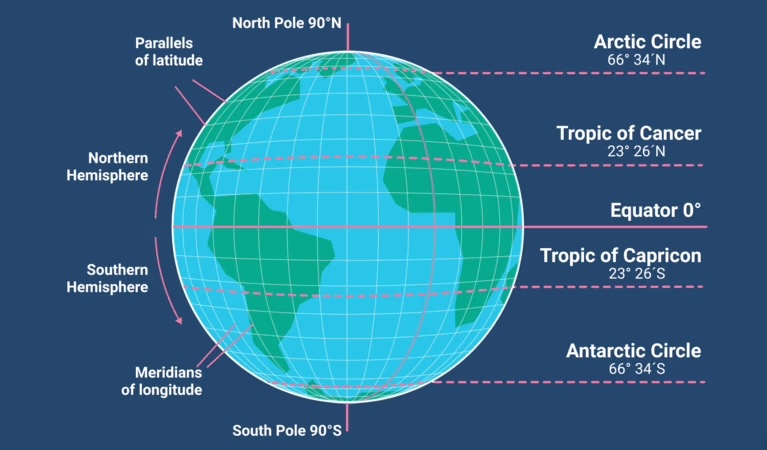 North Pole 90°N
Parallels
of latitude
Arctic Circle
66° 34´N
Tropic of Cancer
23° 26´N
Northern
Hemisphere
Equator 0°
Tropic of Capricon
23° 26´S
Southern
Hemisphere
Antarctic Circle
66° 34´S
Meridians
of longitude
South Pole 90°S